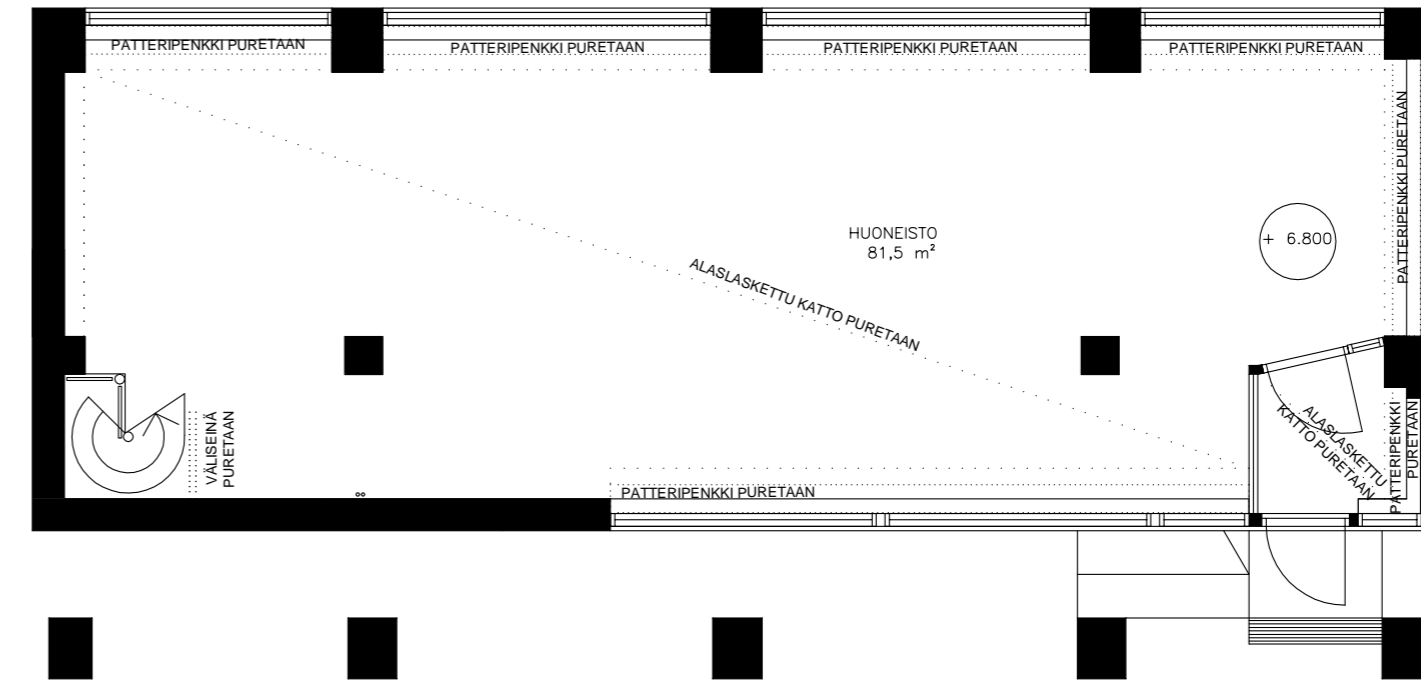 PATTERIPENKKI PURETAAN
PATTERIPENKKI PURETAAN
PATTERIPENKKI PURETAAN
PATTERIPENKKI PURETAAN
PATTERIPENKKI PURETAAN
HUONEISTO
81,5 m²
+ 6.800
ALASLASKETTU KATTO PURETAAN
VÄLISEINÄ
PURETAAN
ALASLASKETTU
KATTO PURETAAN
PATTERIPENKKI
PURETAAN
PATTERIPENKKI PURETAAN